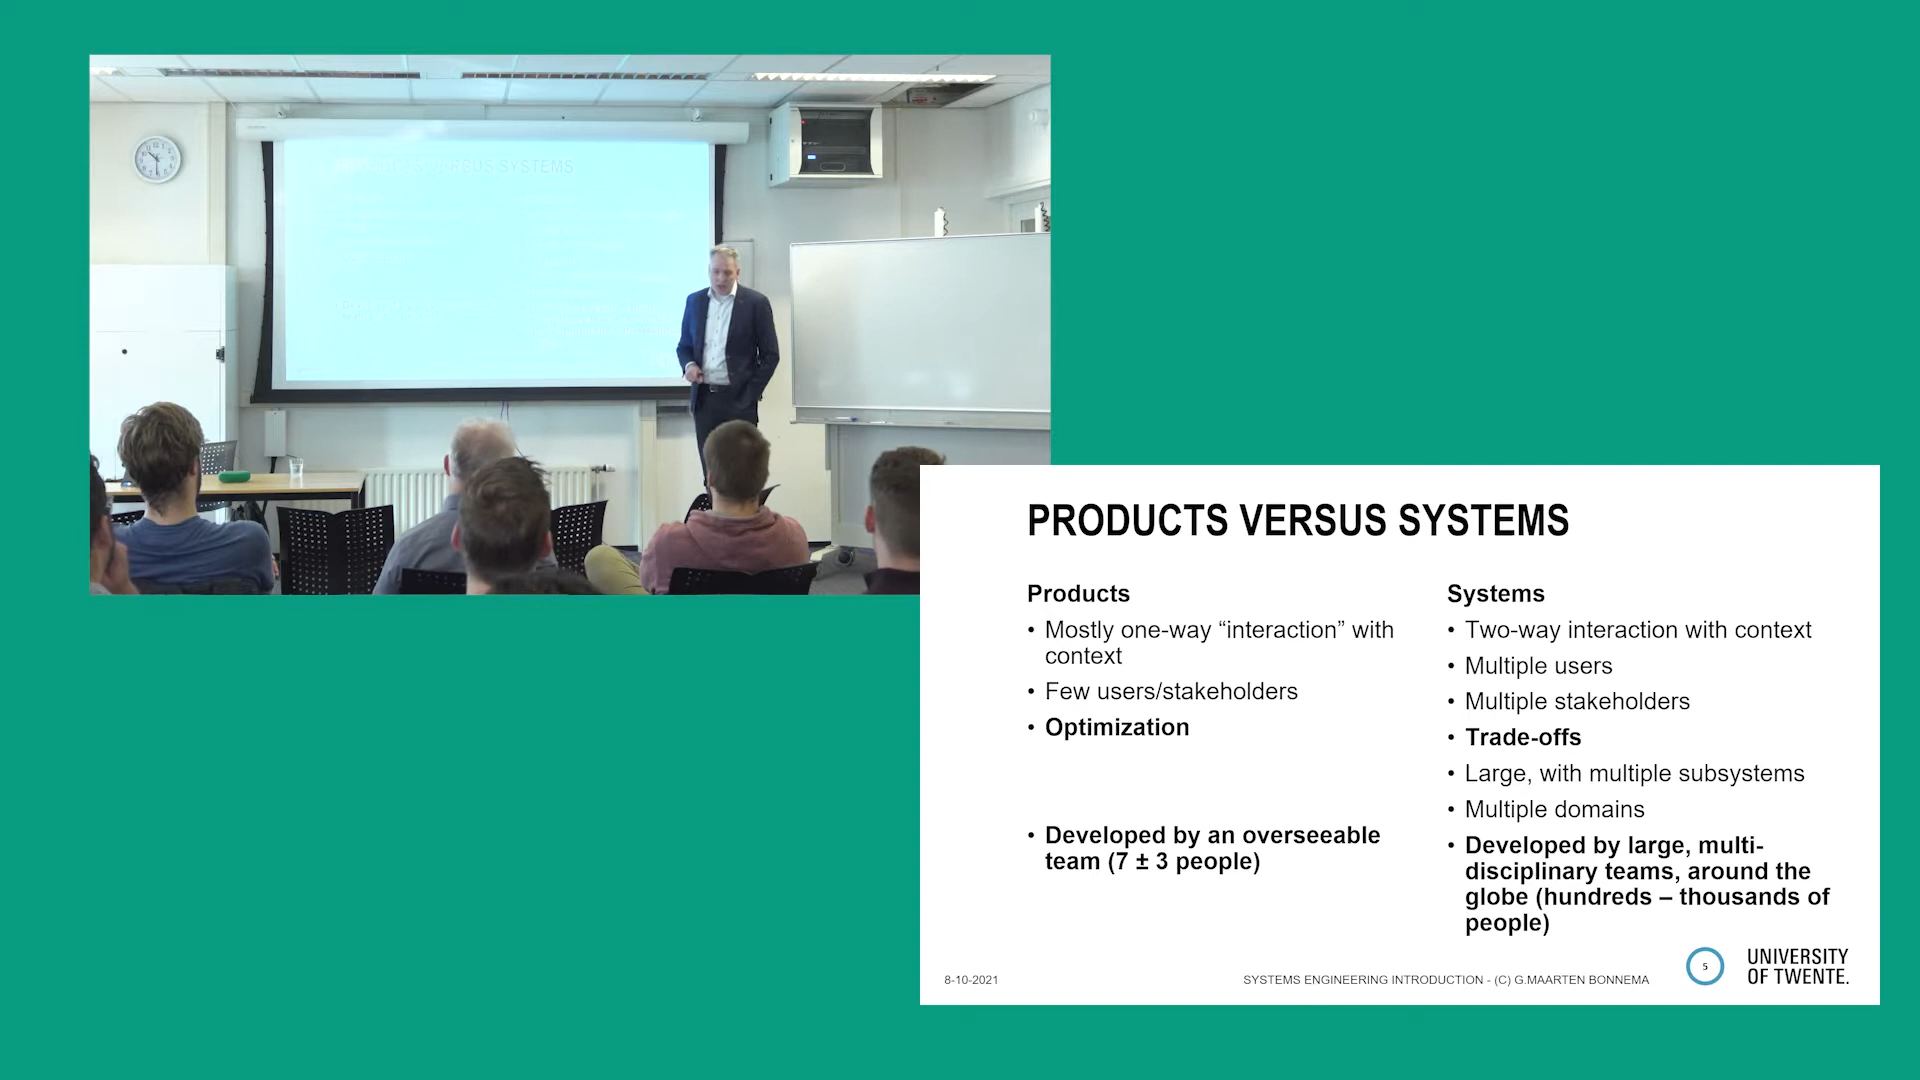 VERSUS SYSTEMS
PRODUCTS VERSUS SYSTEMS
Products
• Mostly one-way “interaction” with
context
• Few users/stakeholders
• Optimization
• Developed by an overseeable
team (7 ± 3 people)
Systems
• Two-way interaction with context
• Multiple users
• Multiple stakeholders
• Trade-offs
• Large, with multiple subsystems
• Multiple domains
• Developed by large, multi-
disciplinary teams, around the
globe (hundreds – thousands of
people)
8-10-2021
SYSTEMS ENGINEERING INTRODUCTION - (C) G.MAARTEN BONNEMA
5
UNIVERSITY
OF TWENTE.